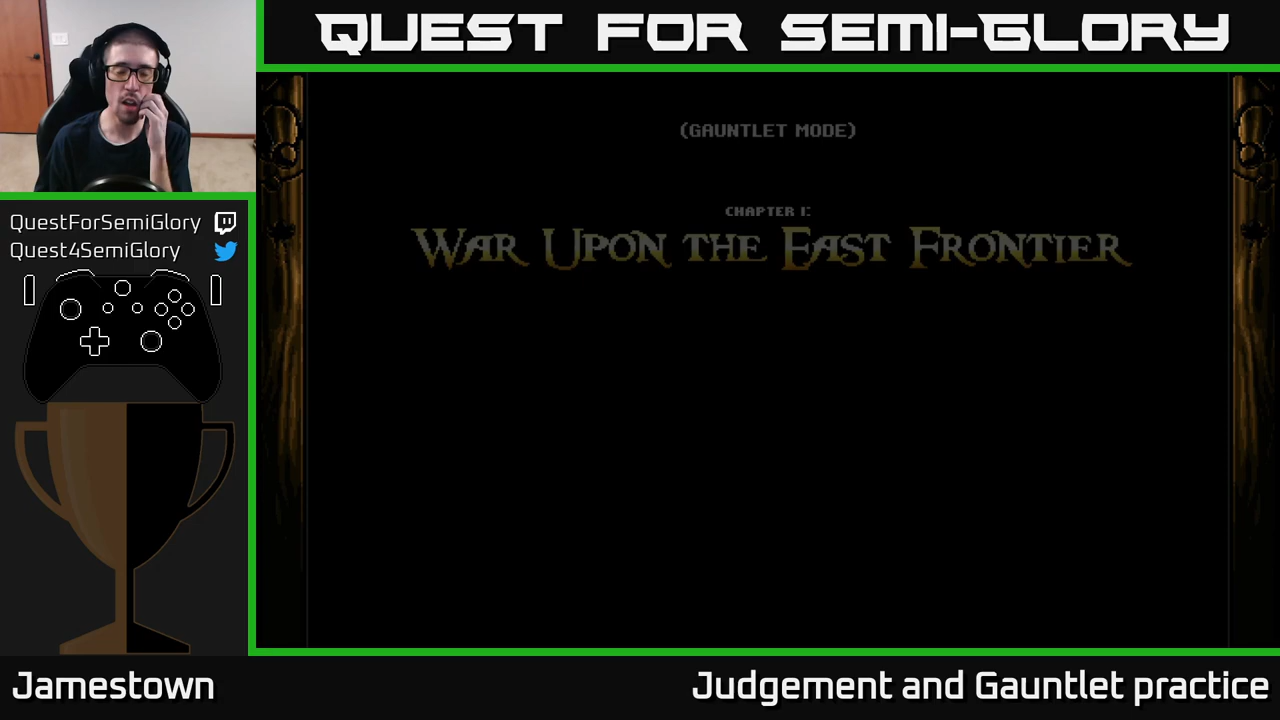 QUEST FOR SEMI-GLORY
QuestForSemiGlory
Quest4SemiGlory
(GAUNTLET MODE)
CHAPTER I:
WAR UPON THE EAST FRONTIER
Jamestown
Judgement and Gauntlet practice